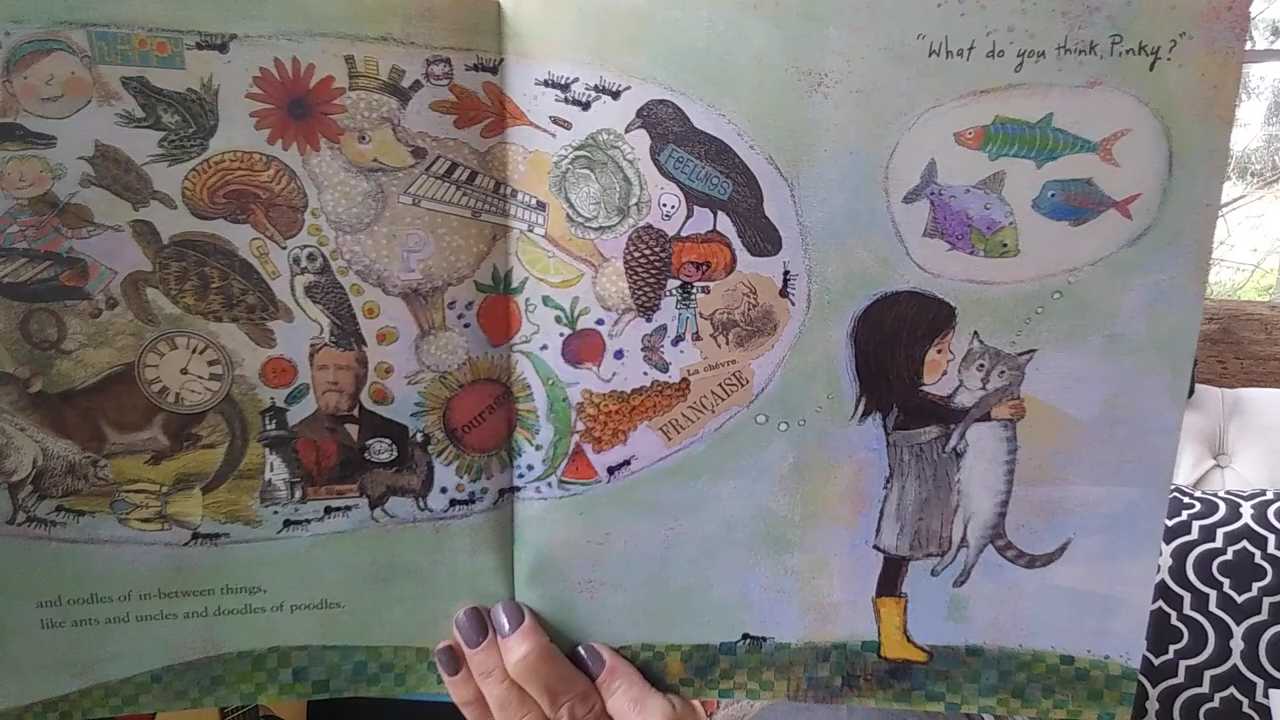 "What do you think, Pinky?"
FEELINGS
P
Q
Courage
La chèvre.
FRANÇAISE
and oodles of in-between things,
like ants and uncles and doodles of poodles.